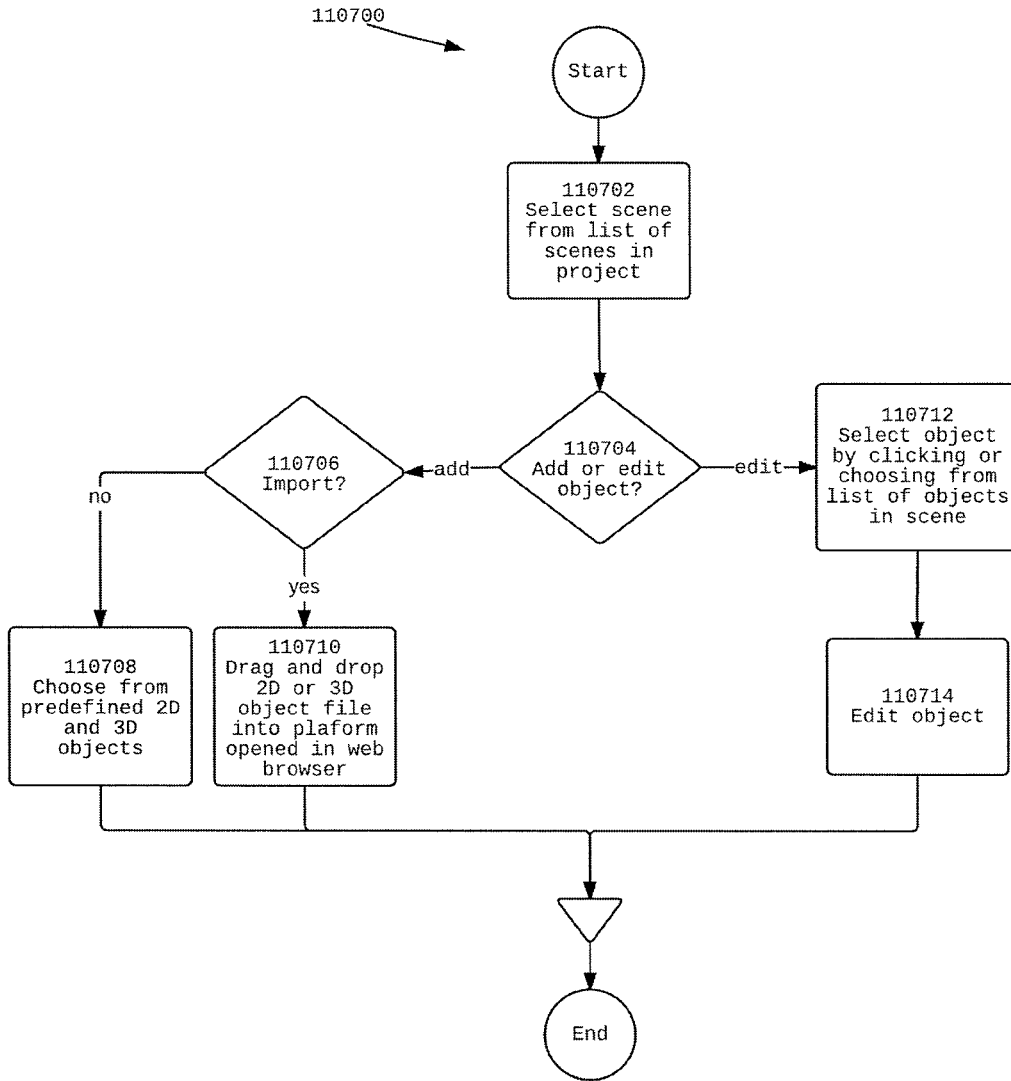 110700
Start
110702
Select scene
from list of
scenes in
project
110704
Add or edit
object?
add
edit
110706
Import?
no
yes
110712
Select object
by clicking or
choosing from
list of objects
in scene
110708
Choose from
predefined 2D
and 3D
objects
110710
Drag and drop
2D or 3D
object file
into plaform
opened in web
browser
110714
Edit object
End